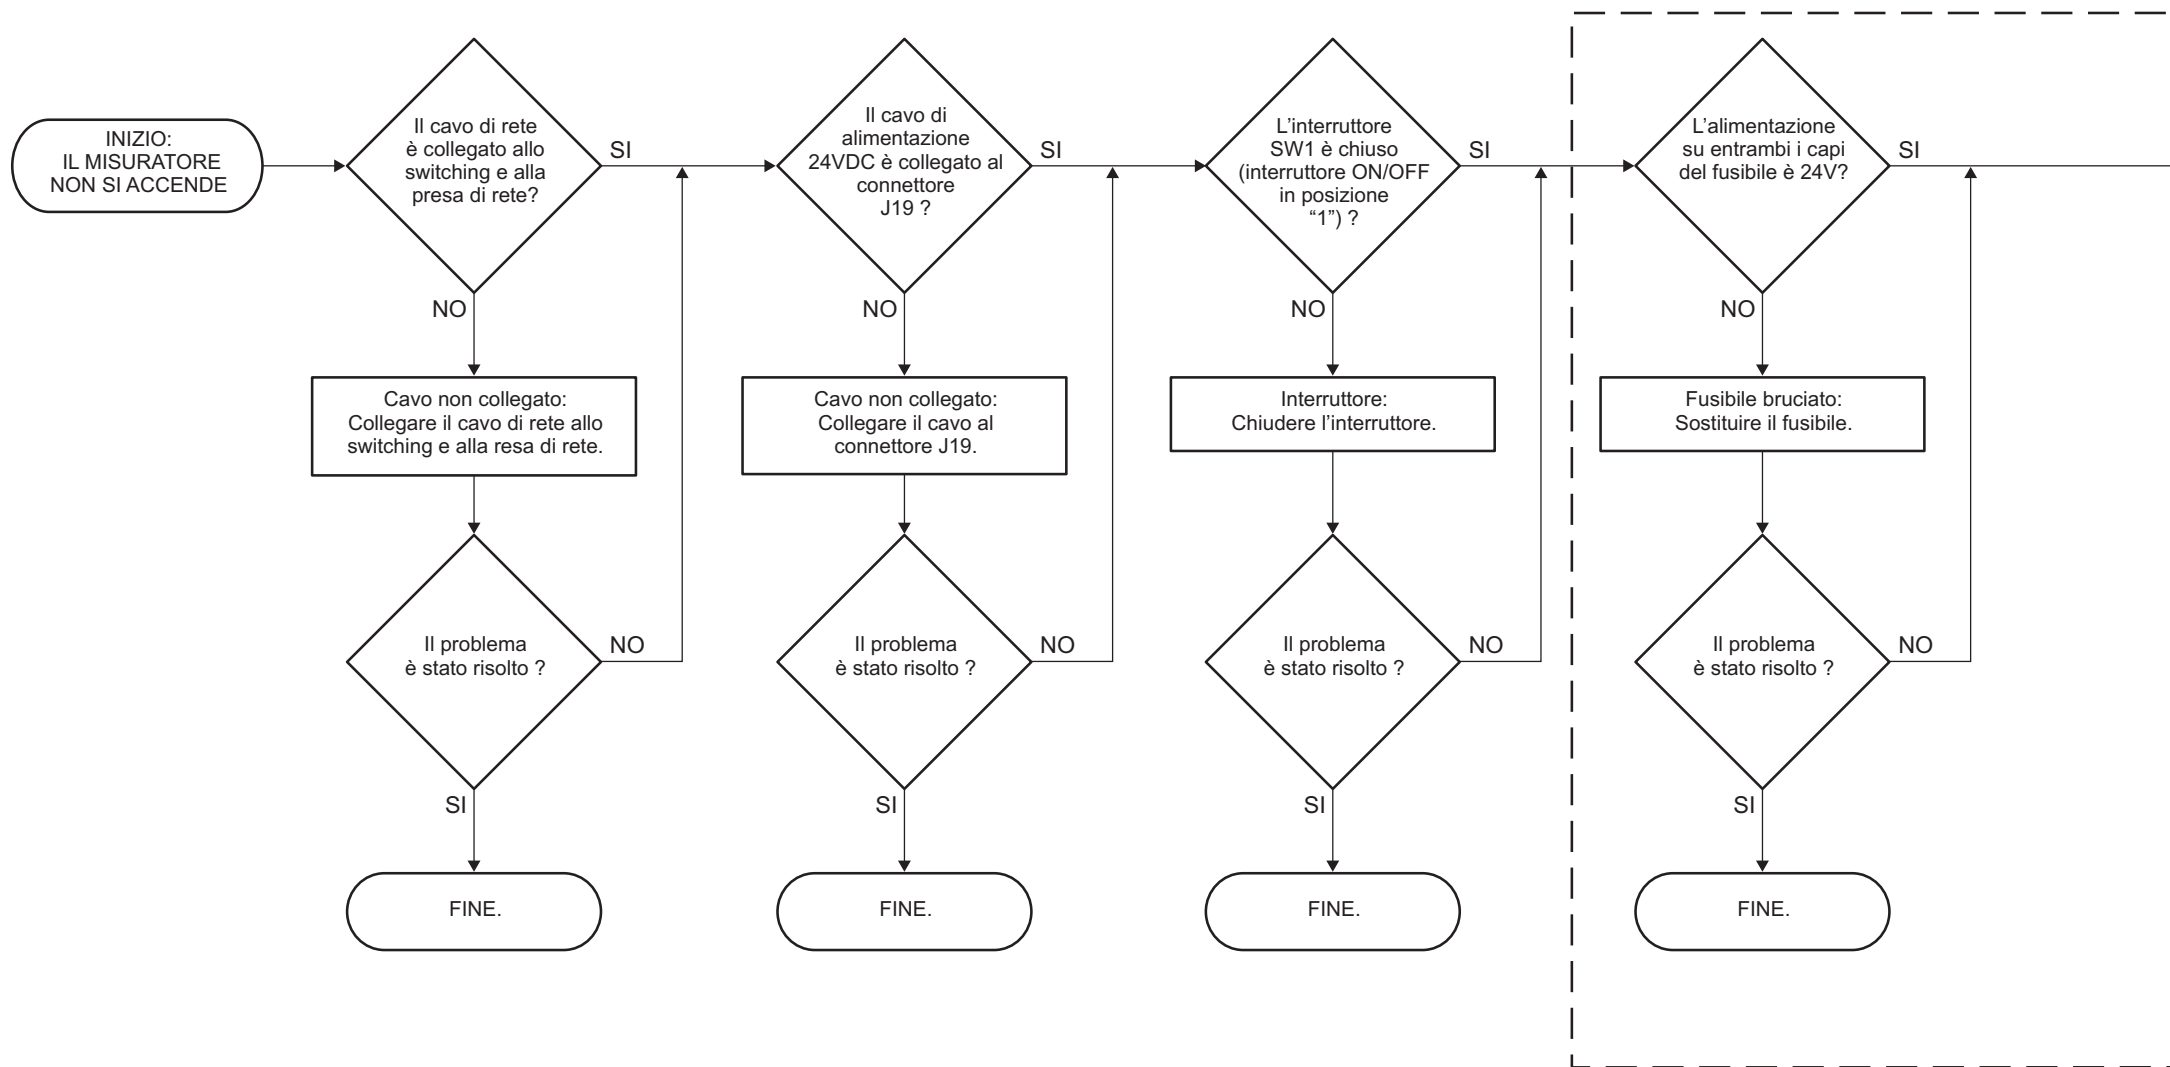 INIZIO:
IL MISURATORE
NON SI ACCENDE
Il cavo di rete
è collegato allo
switching e alla
presa di rete?
SI
NO
Cavo non collegato:
Collegare il cavo di rete allo
switching e alla resa di rete.
Il problema
è stato risolto ?
NO
SI
FINE.
Il cavo di
alimentazione
24VDC è collegato al
connettore
J19 ?
SI
NO
Cavo non collegato:
Collegare il cavo al
connettore J19.
Il problema
è stato risolto ?
NO
SI
FINE.
L’interruttore
SW1 è chiuso
(interruttore ON/OFF
in posizione
“1”) ?
SI
NO
Interruttore:
Chiudere l’interruttore.
Il problema
è stato risolto ?
NO
SI
FINE.
L’alimentazione
su entrambi i capi
del fusibile è 24V?
SI
NO
Fusibile bruciato:
Sostituire il fusibile.
Il problema
è stato risolto ?
NO
SI
FINE.